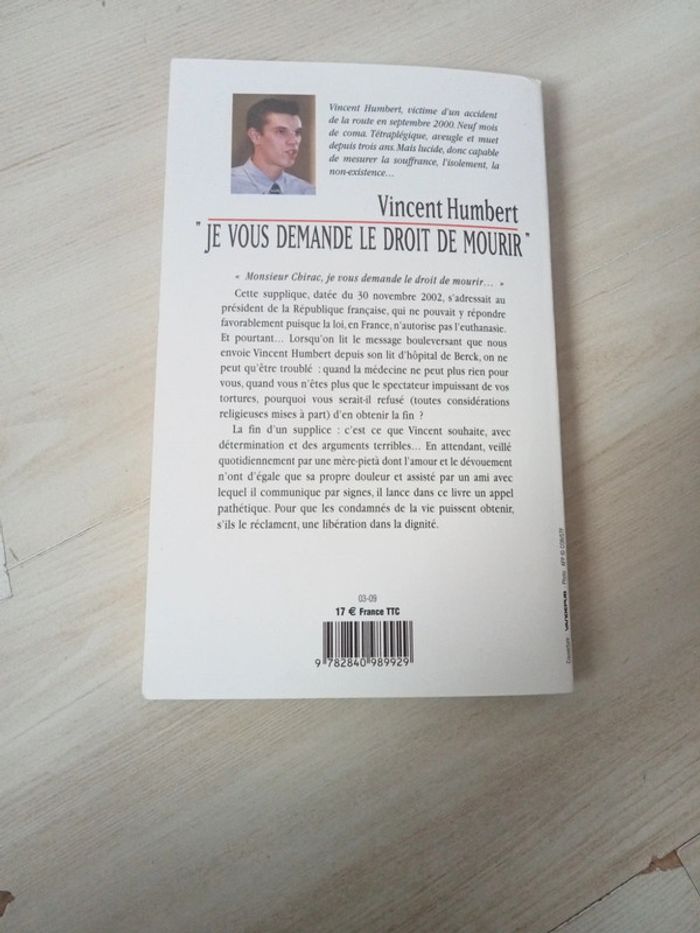 Vincent Humbert, victime d'un accident
de la route en septembre 2000. Neuf mois
de coma. Tétraplégique, aveugle et muet
depuis trois ans. Mais lucide, donc capable
de mesurer la souffrance, l'isolement, la
non-existence...
Vincent Humbert
"JE VOUS DEMANDE LE DROIT DE MOURIR"
« Monsieur Chirac, je vous demande le droit de mourir... »
Cette supplique, datée du 30 novembre 2002, s'adressait au
président de la République française, qui ne pouvait y répondre
favorablement puisque la loi, en France, n'autorise pas l'euthanasie.
Et pourtant... Lorsqu'on lit le message bouleversant que nous
envoie Vincent Humbert depuis son lit d'hôpital de Berck, on ne
peut qu'être troublé : quand la médecine ne peut plus rien pour
vous, quand vous n'êtes plus que le spectateur impuissant de vos
tortures, pourquoi vous serait-il refusé (toutes considérations
religieuses mises à part) d'en obtenir la fin ?
La fin d'un supplice : c'est ce que Vincent souhaite, avec
détermination et des arguments terribles... En attendant, veillé
quotidiennement par une mère-pietà dont l'amour et le dévouement
n'ont d'égale que sa propre douleur et assisté par un ami avec
lequel il communique par signes, il lance dans ce livre un appel
pathétique. Pour que les condamnés de la vie puissent obtenir,
s'ils le réclament, une libération dans la dignité.
03-09
17 € France TTC
9 782840 989929
Couverture : Photo : AFP